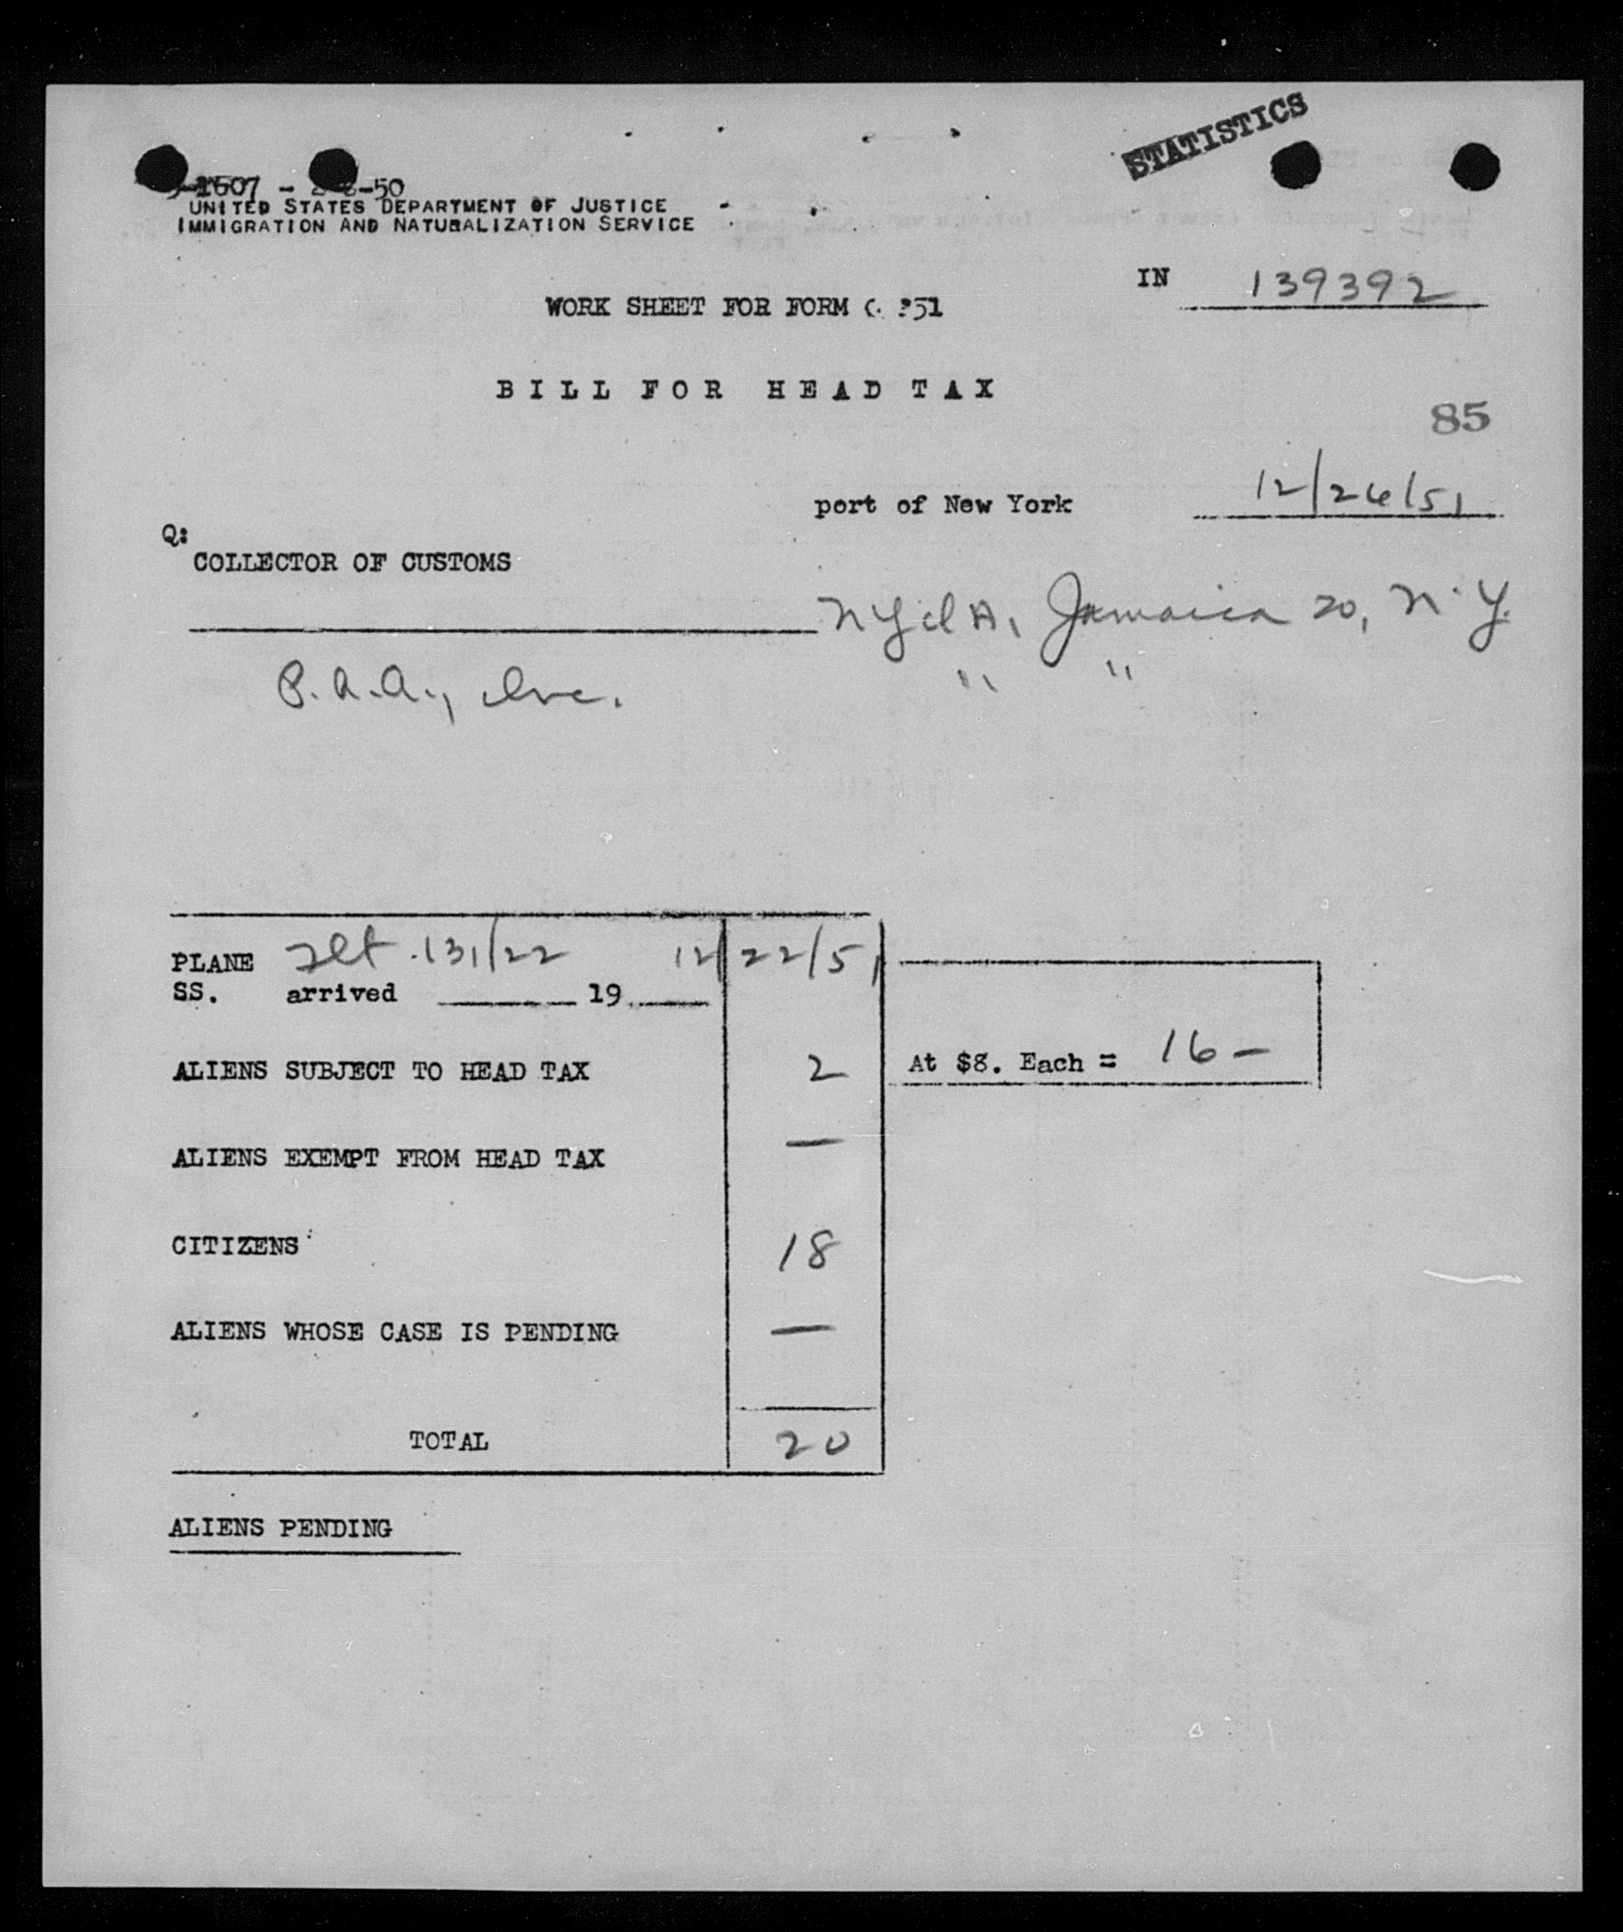 STATISTICS
-1607 - -50
UNITED STATES DEPARTMENT OF JUSTICE
IMMIGRATION AND NATURALIZATION SERVICE
IN 139392
WORK SHEET FOR FORM 51
BILL FOR HEAD TAX
85
port of New York 12/26/51
Q:
COLLECTOR OF CUSTOMS
Jamaica 20, N.Y.
P.A.A., Inc. " "
PLANE Flt. 131/22 12/22/51
SS. arrived 19
ALIENS SUBJECT TO HEAD TAX 2 At $8. Each = 16 —
ALIENS EXEMPT FROM HEAD TAX —
CITIZENS 18
ALIENS WHOSE CASE IS PENDING —
TOTAL 20
ALIENS PENDING